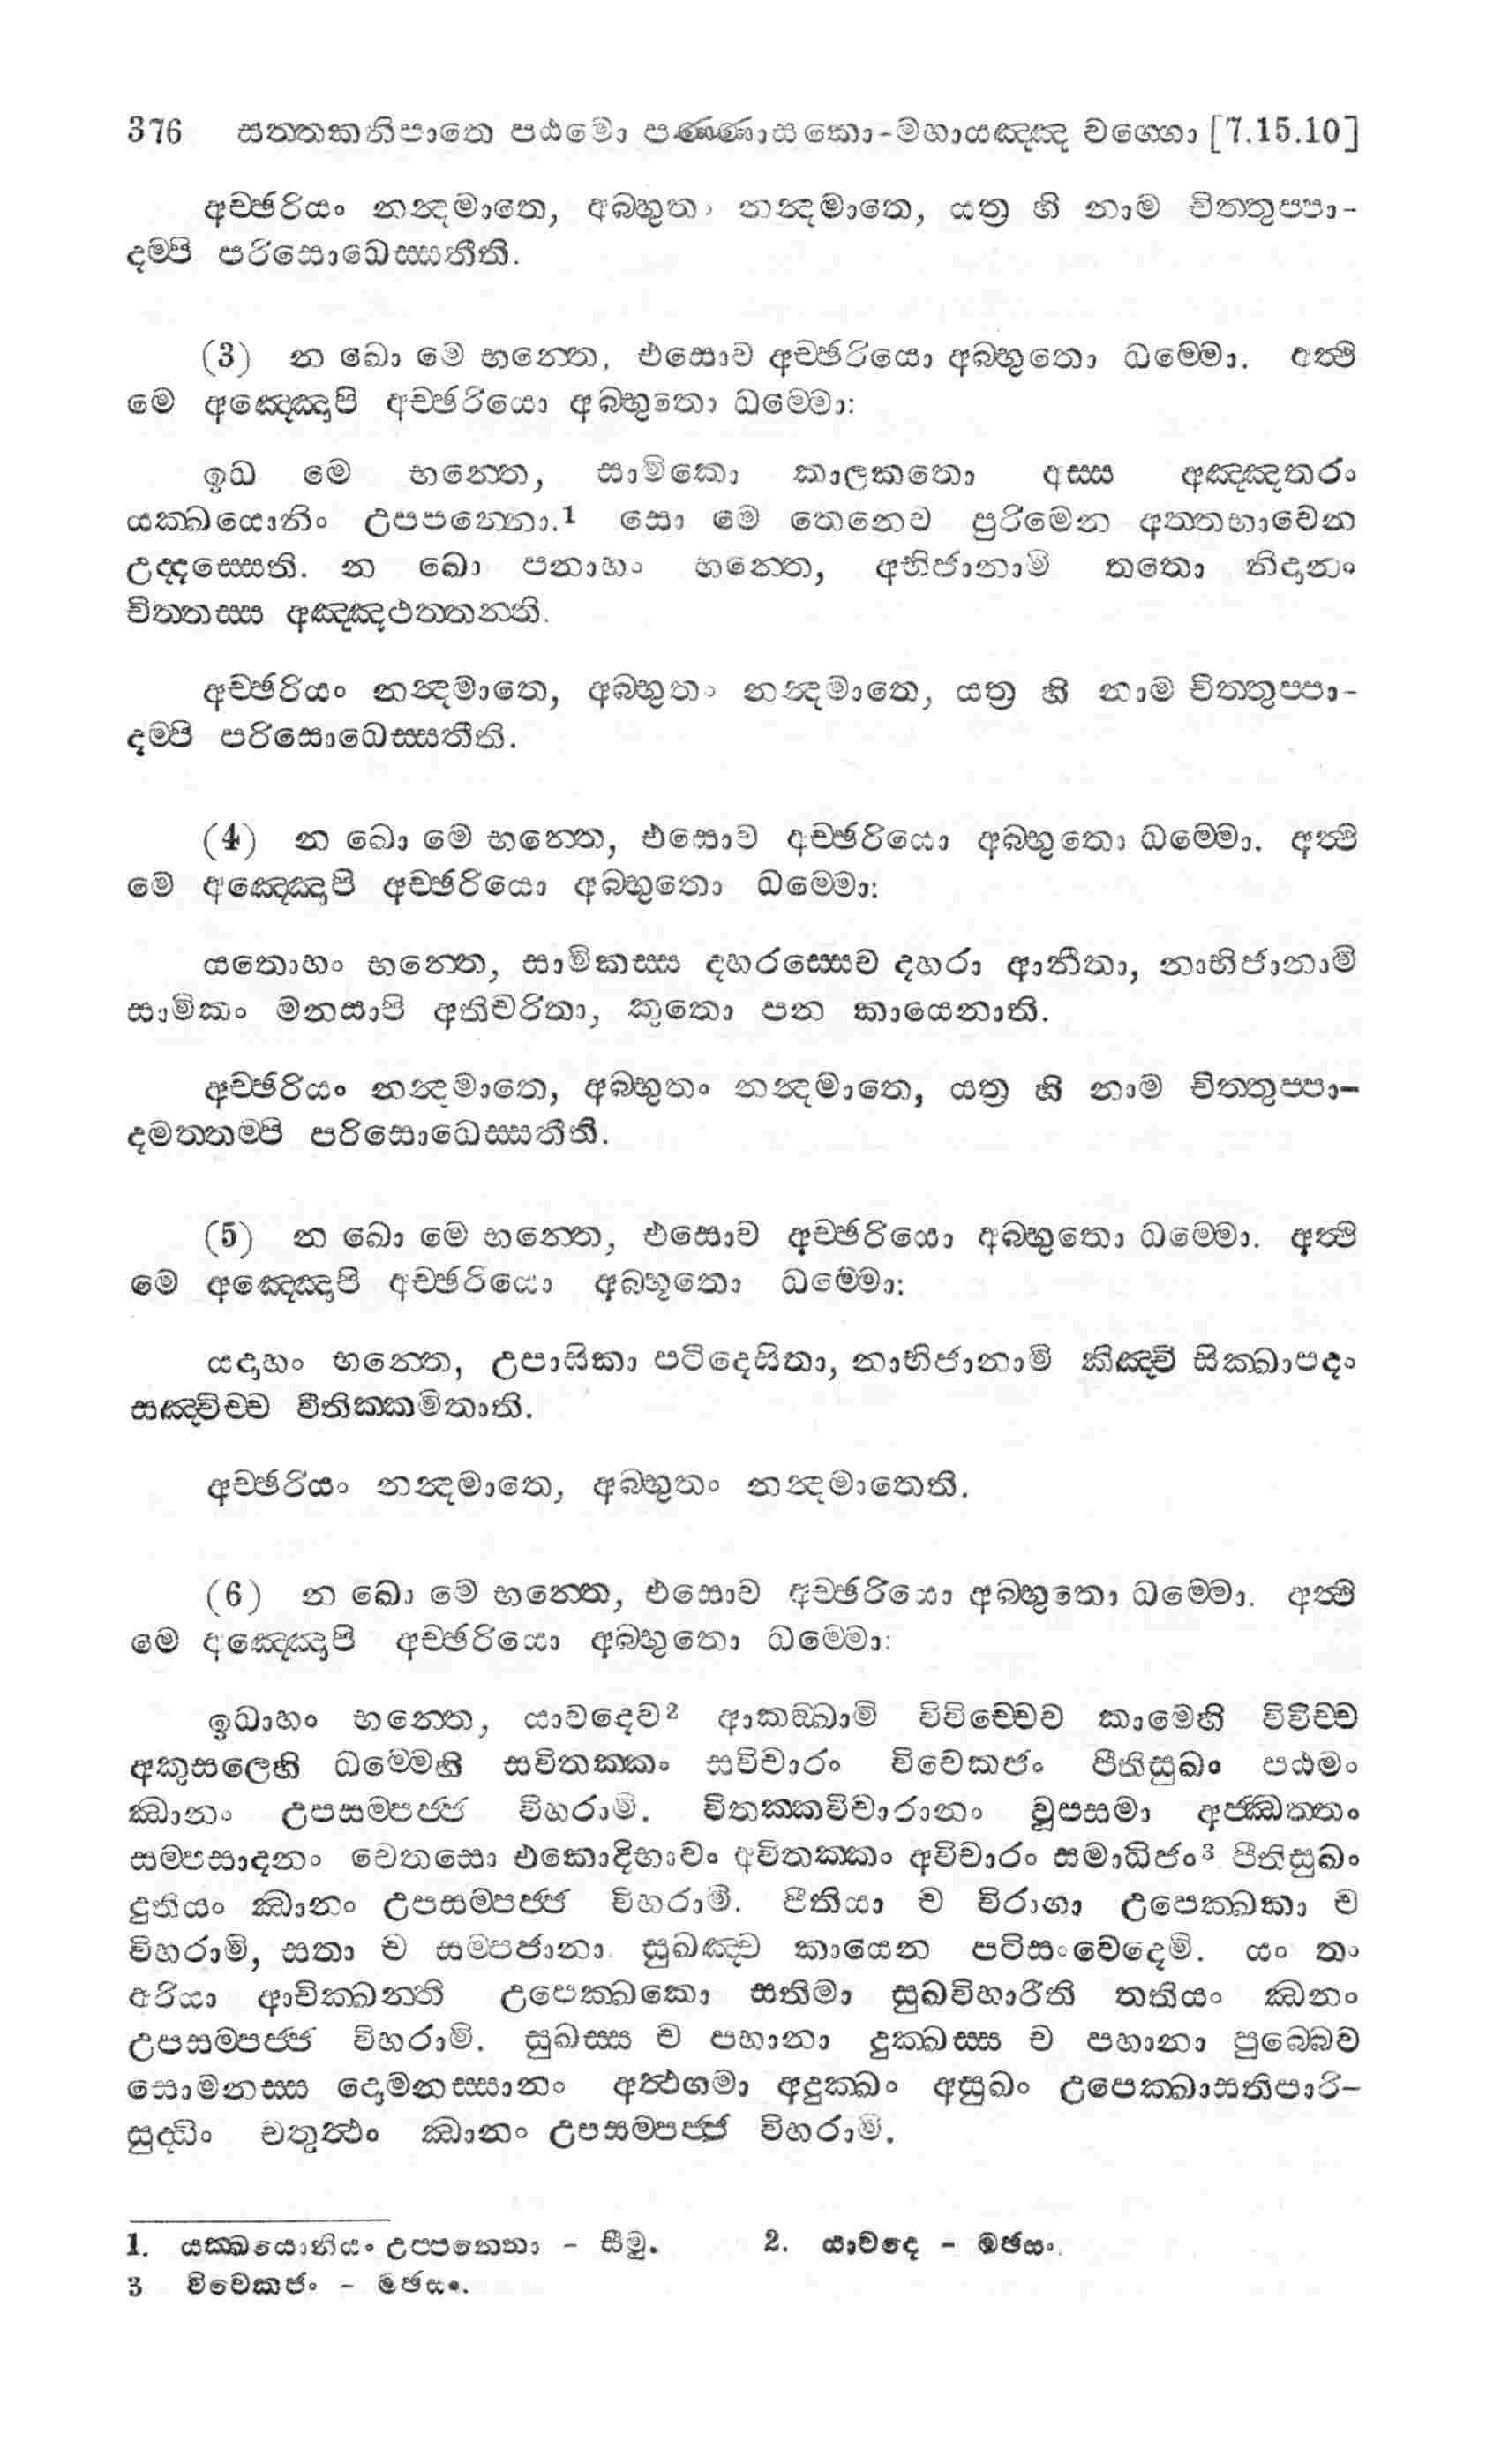 376 සත්තකනිපාතෙ පඨමො පණ්ණාසකො-මහායඤ්ඤ වග්ගො [7.15.10]
අච්ඡරියං නන්දමාතෙ, අබභුතං නන්දමාතෙ, යත්‍ර හි නාම චිත්තුප්පා-
දම්පි පරිසොධෙස්සතීති.
(3) න ඛො මෙ භන්තෙ, එසොව අච්ඡරියො අබ්භුතො ධම්මො. අත්ථි
මෙ අඤ්ඤොපි අච්ඡරියො අබ්භුතො ධම්මො:
ඉධ මෙ භන්තෙ, සාමිකො කාලකතො අස්ස අඤ්ඤතරං
යක්ඛයොනිං උපපන්නො.1 සො මෙ තෙනෙව පුරිමෙන අත්තභාවෙන
උද්දස්සෙති. න ඛො පනාහං භන්තෙ, අභිජානාමි තතො නිදානං
චිත්තස්ස අඤ්ඤථත්තන්ති.
අච්ඡරියං නන්දමාතෙ, අබ්භුතං නන්දමාතෙ, යත්‍ර හි නාම චිත්තුප්පා-
දම්පි පරිසොධෙස්සතීති.
(4) න ඛො මෙ භන්තෙ, එසොව අච්ඡරියො අබ්භුතො ධම්මො. අත්ථි
මෙ අඤ්ඤොපි අච්ඡරියො අබ්භුතො ධම්මො:
යතොහං භන්තෙ, සාමිකස්ස දහරස්සෙව දහරා ආනීතා, නාභිජානාමි
සාමිකං මනසාපි අතිචරිතා, කුතො පන කායෙනාති.
අච්ඡරියං නන්දමාතෙ, අබ්භුතං නන්දමාතෙ, යත්‍ර හි නාම චිත්තුප්පා-
දමත්තම්පි පරිසොධෙස්සතීති.
(5) න ඛො මෙ භන්තෙ, එසොව අච්ඡරියො අබ්භුතො ධම්මො. අත්ථි
මෙ අඤ්ඤොපි අච්ඡරියො අබ්භූතො ධම්මො:
යදාහං භන්තෙ, උපාසිකා පටිදෙසිතා, නාභිජානාමි කිඤ්චි සික්ඛාපදං
සඤ්චිච්ච වීතික්කමිතාති.
අච්ඡරියං නන්දමාතෙ, අබ්භුතං නන්දමාතෙති.
(6) න ඛො මෙ භන්තෙ, එසොව අච්ඡරියො අබ්භුතො ධම්මො. අත්ථි
මෙ අඤ්ඤොපි අච්ඡරියො අබ්භුතො ධම්මො:
ඉධාහං භන්තෙ, යාවදෙව2 ආකඞ්ඛාමි විවිච්චෙව කාමෙහි විවිච්ච
අකුසලෙහි ධම්මෙහි සවිතක්කං සවිචාරං විවෙකජං පීතිසුඛං පඨමං
ඣානං උපසම්පජ්ජ විහරාමි. විතක්කවිචාරානං වූපසමා අජ්ඣත්තං
සම්පසාදනං චෙතසො එකොදිභාවං අවිතක්කං අවිචාරං සමාධිජං3 පීතිසුඛං
දුතියං ඣානං උපසම්පජ්ජ විහරාමි. පීතියා ච විරාගා උපෙක්ඛකා ච
විහරාමි, සතා ච සම්පජානා සුඛඤ්ච කායෙන පටිසංවෙදෙමි. යං තං
අරියා ආචික්ඛන්ති උපෙක්ඛකො සතිමා සුඛවිහාරීති තතියං ඣනං
උපසම්පජ්ජ විහරාමි. සුඛස්ස ච පහානා දුක්ඛස්ස ච පහානා පුබ්බෙව
සොමනස්ස දොමනස්සානං අත්ථගමා අදුක්ඛං අසුඛං උපෙක්ඛාසතිපාරි-
සුද්ධිං චතුත්ථං ඣානං උපසම්පජ්ජ විහරාමි.
1. යක්ඛයොනියං උප්පන්නො - සීමු. 2. යාවදෙ - මඡසං.
3 විවෙකජං - මඡසං.